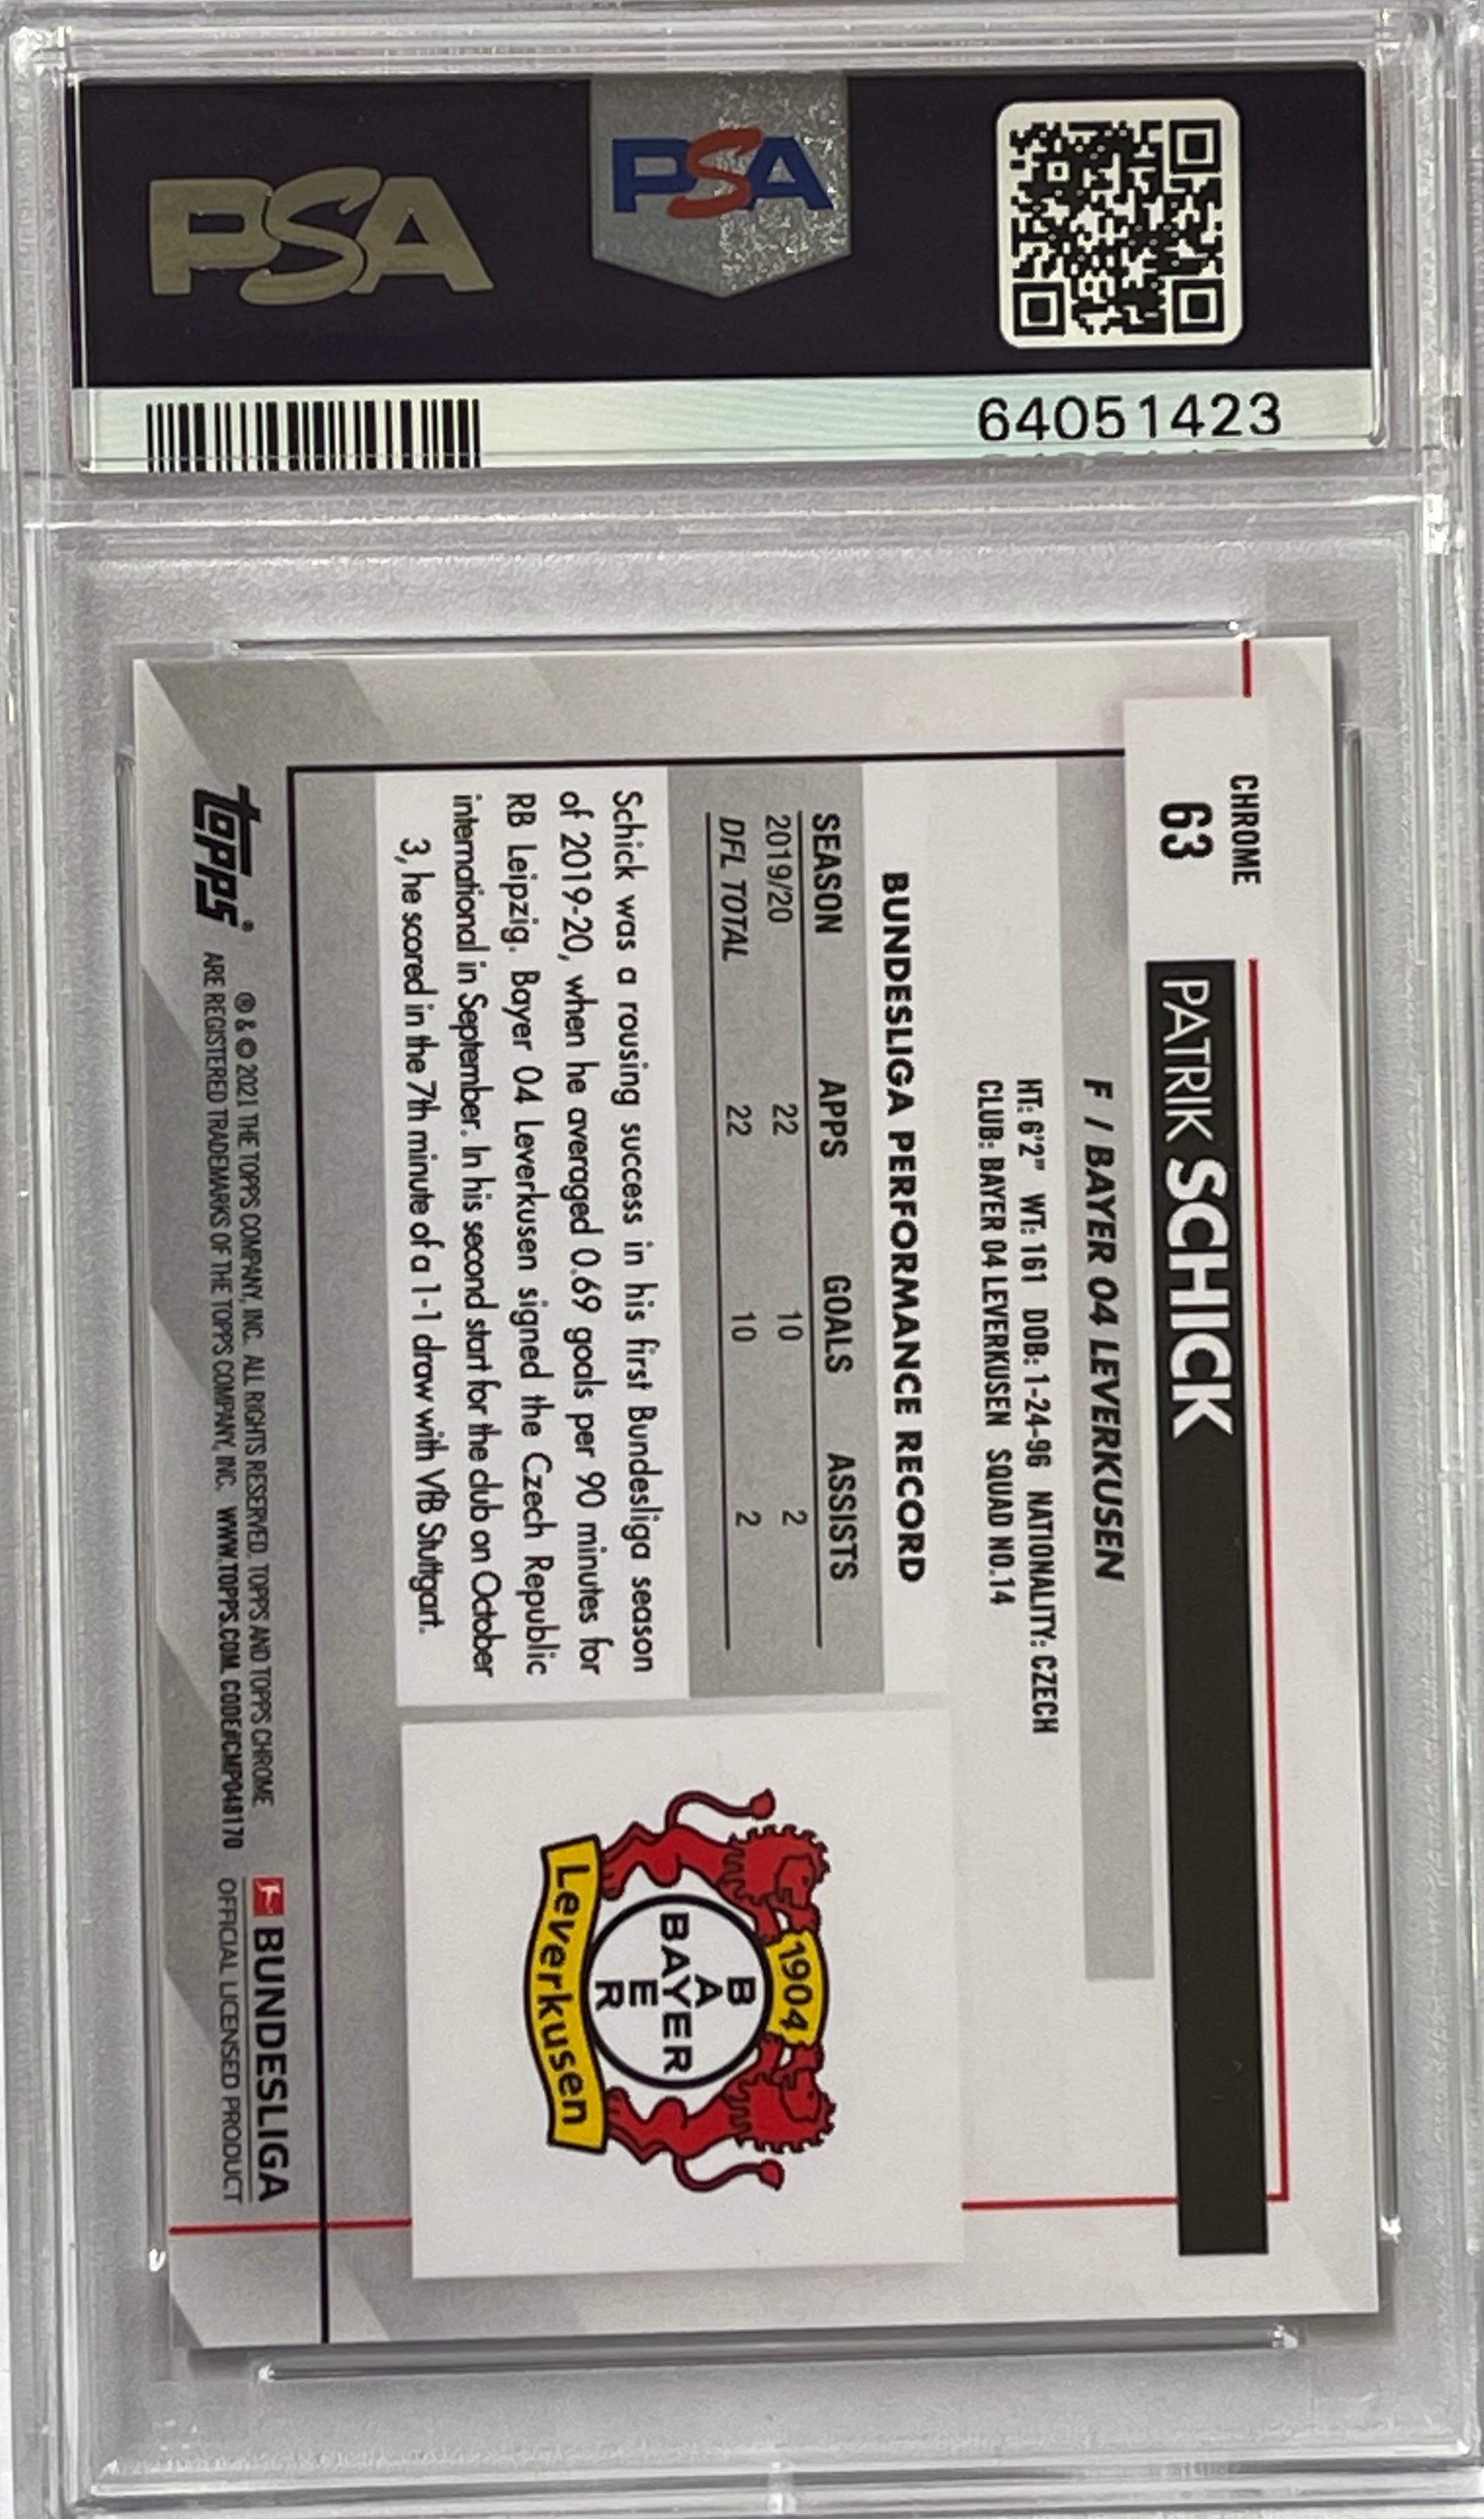 PSA
PSA
64051423
CHROME
63
PATRIK SCHICK
F / BAYER 04 LEVERKUSEN
HT: 6'2" WT: 161 DOB: 1-24-96 NATIONALITY: CZECH
CLUB: BAYER 04 LEVERKUSEN SQUAD NO.14
BUNDESLIGA PERFORMANCE RECORD
SEASON APPS GOALS ASSISTS
2019/20 22 10 2
DFL TOTAL 22 10 2
Schick was a rousing success in his first Bundesliga season
of 2019-20, when he averaged 0.69 goals per 90 minutes for
RB Leipzig. Bayer 04 Leverkusen signed the Czech Republic
international in September. In his second start for the club on October
3, he scored in the 7th minute of a 1-1 draw with VfB Stuttgart.
1904
B
A
BAYER
E
R
Leverkusen
topps®
® & © 2021 THE TOPPS COMPANY, INC. ALL RIGHTS RESERVED. TOPPS AND TOPPS CHROME
ARE REGISTERED TRADEMARKS OF THE TOPPS COMPANY, INC. WWW.TOPPS.COM. CODE#CMP048170
BUNDESLIGA
OFFICIAL LICENSED PRODUCT